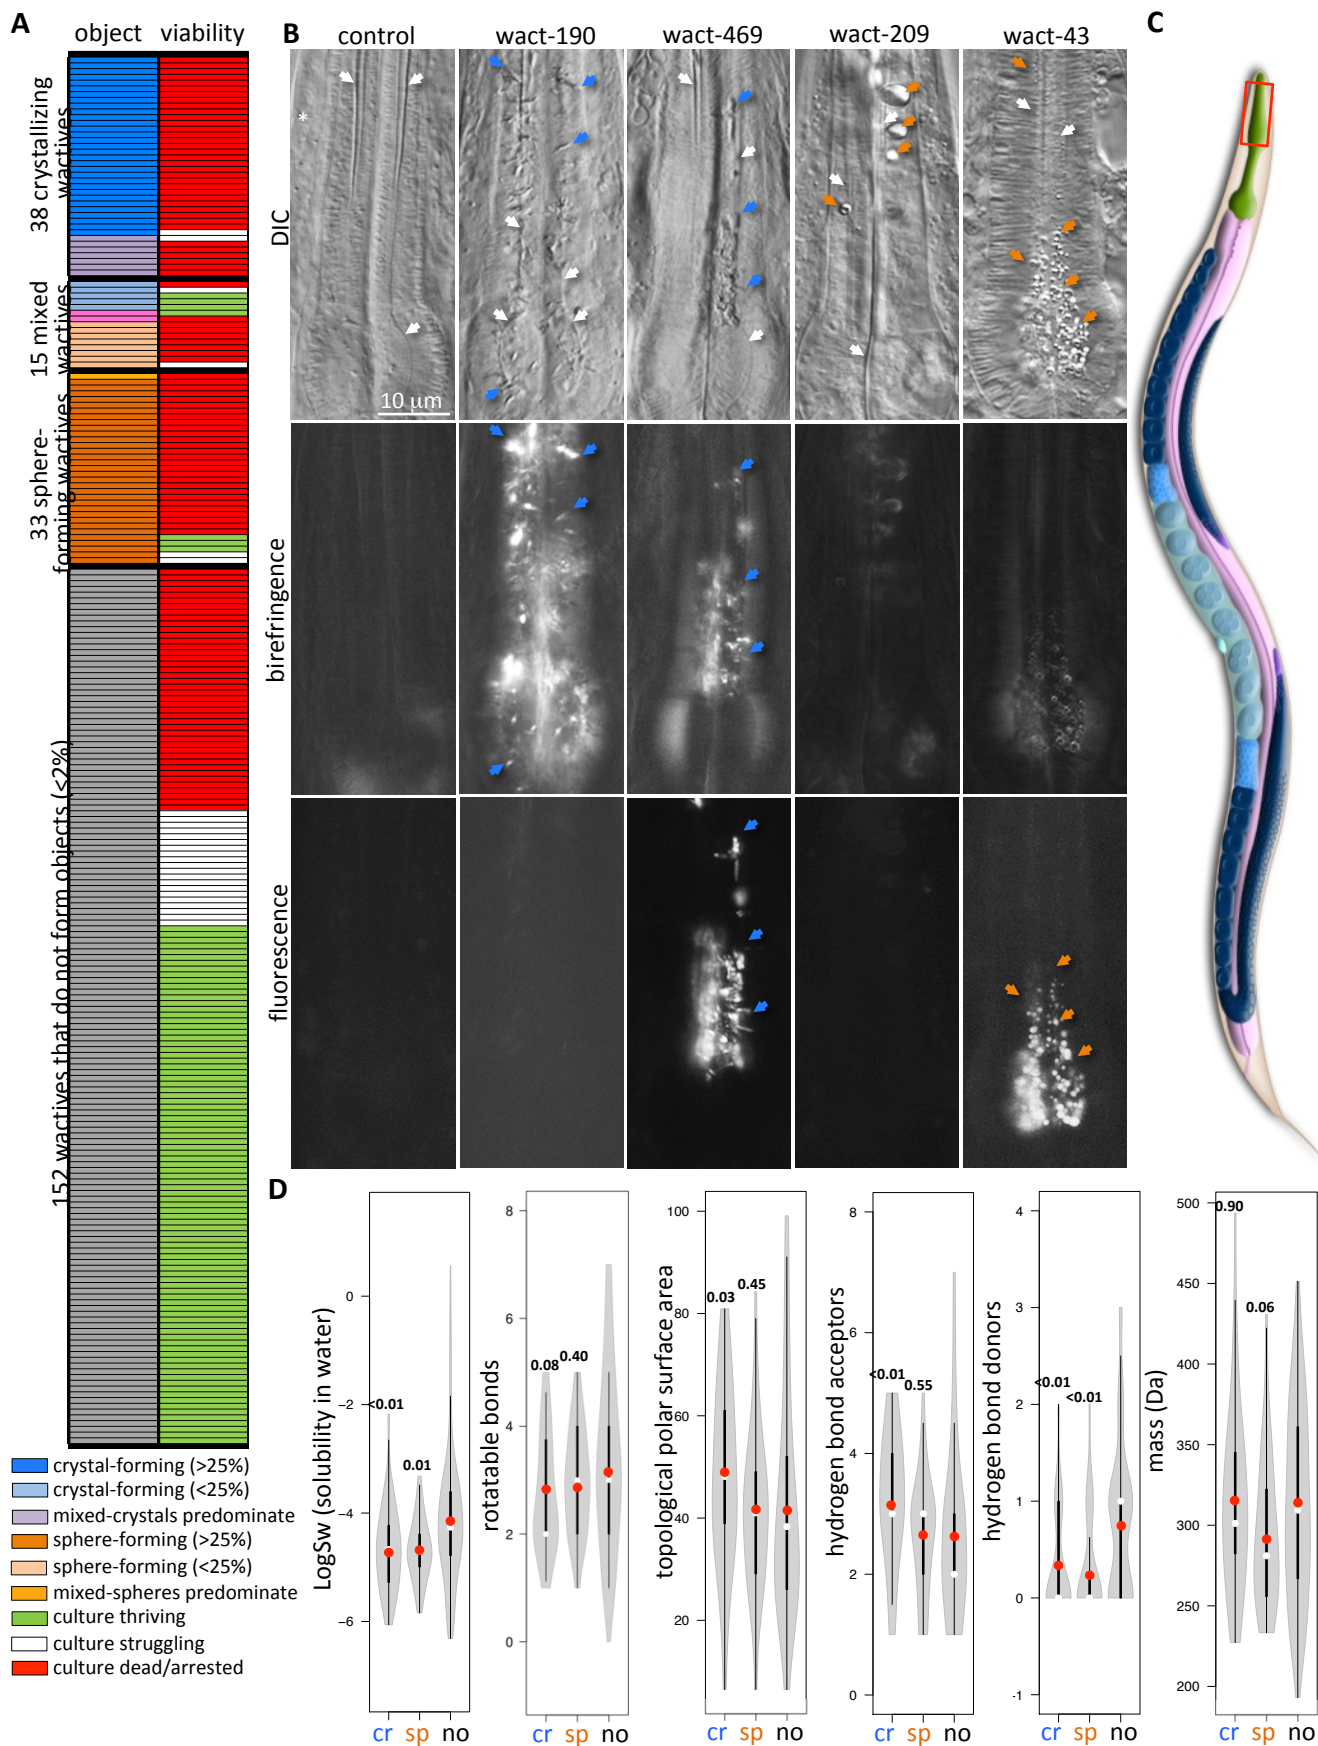 A
object viability
38 crystallizing
wactives
15 mixed
wactives
33 sphere-
forming wactives
152 wactives that do not form objects (<2%)
crystal-forming (>25%)
crystal-forming (<25%)
mixed-crystals predominate
sphere-forming (>25%)
sphere-forming (<25%)
mixed-spheres predominate
culture thriving
culture struggling
culture dead/arrested
B
control wact-190 wact-469 wact-209 wact-43
DIC
*
10 μm
birefringence
fluorescence
C
D
LogSw (solubility in water)
0
−2
−4
−6
<0.01
0.01
cr sp no
rotatable bonds
8
6
4
2
0
0.08
0.40
cr sp no
topological polar surface area
100
80
60
40
20
0.03
0.45
cr sp no
hydrogen bond acceptors
8
6
4
2
0
<0.01
0.55
cr sp no
hydrogen bond donors
4
3
2
1
0
-1
<0.01
<0.01
cr sp no
mass (Da)
500
450
400
350
300
250
200
0.90
0.06
cr sp no